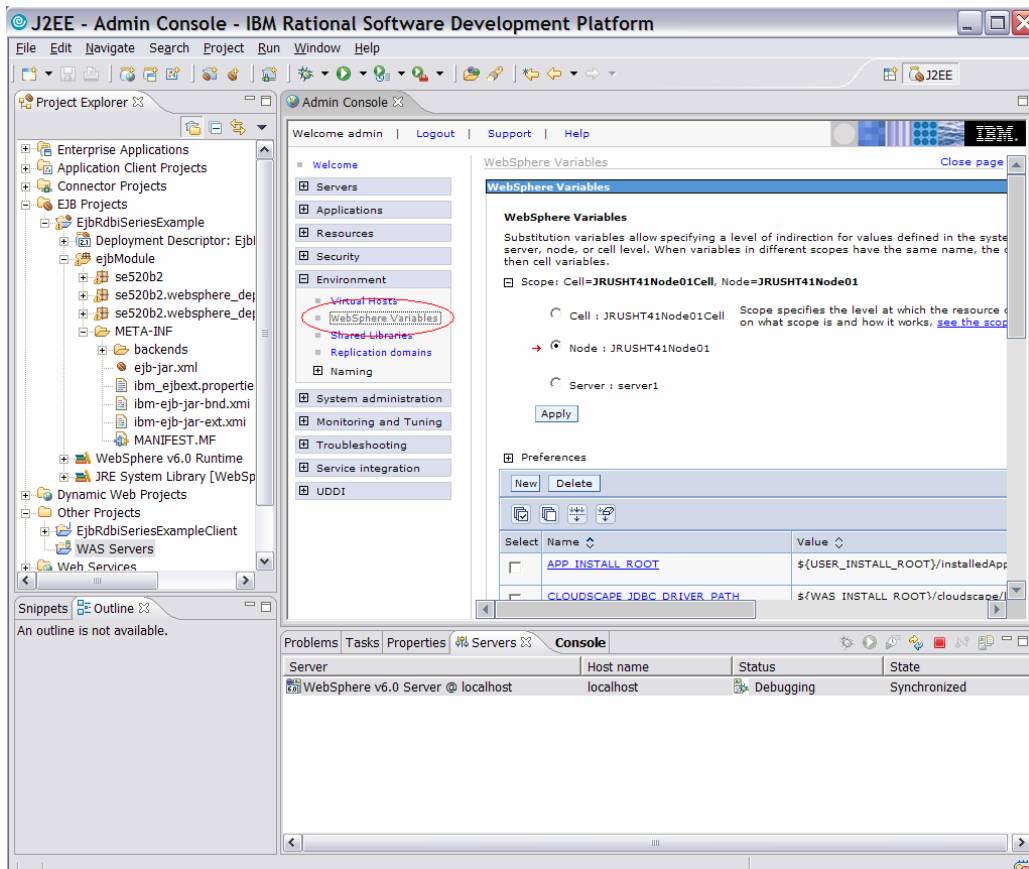 J2EE - Admin Console - IBM Rational Software Development Platform
File Edit Navigate Search Project Run Window Help
J2EE
Project Explorer
Enterprise Applications
Application Client Projects
Connector Projects
EJB Projects
EjbRdbiSeriesExample
Deployment Descriptor: Ejbl
ejbModule
se520b2
se520b2.websphere_dep
se520b2.websphere_dep
META-INF
backends
ejb-jar.xml
ibm_ejbext.propertie
ibm-ejb-jar-bnd.xmi
ibm-ejb-jar-ext.xmi
MANIFEST.MF
WebSphere v6.0 Runtime
JRE System Library [WebSp
Dynamic Web Projects
Other Projects
EjbRdbiSeriesExampleClient
WAS Servers
Web Services
Snippets Outline
An outline is not available.
Admin Console
Welcome admin | Logout | Support | Help
IBM.
Welcome
Servers
Applications
Resources
Security
Environment
Virtual Hosts
WebSphere Variables
Shared Libraries
Replication domains
Naming
System administration
Monitoring and Tuning
Troubleshooting
Service integration
UDDI
WebSphere Variables
Close page
WebSphere Variables
WebSphere Variables
Substitution variables allow specifying a level of indirection for values defined in the syste
server, node, or cell level. When variables in different scopes have the same name, the
then cell variables.
Scope: Cell=JRUSHT41Node01Cell, Node=JRUSHT41Node01
Cell : JRUSHT41Node01Cell
Scope specifies the level at which the resource
on what scope is and how it works, see the scop
Node : JRUSHT41Node01
Server : server1
Apply
Preferences
New Delete
Select Name Value
APP_INSTALL_ROOT ${USER_INSTALL_ROOT}/installedApp
CLOUDSCAPE_JDBC_DRIVER_PATH ${WAS_INSTALL_ROOT}/cloudscape/l
Problems Tasks Properties Servers Console
Server Host name Status State
WebSphere v6.0 Server @ localhost localhost Debugging Synchronized